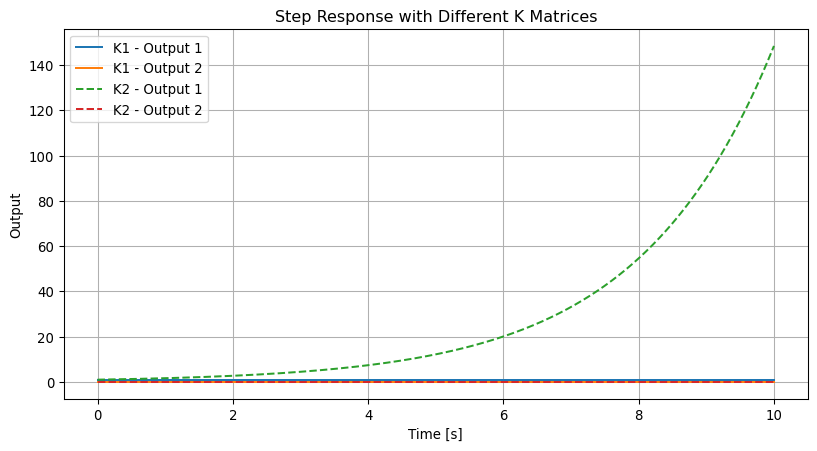 Step Response with Different K Matrices
K1 - Output 1
K1 - Output 2
K2 - Output 1
K2 - Output 2
140
120
100
80
60
40
20
0
Output
0 2 4 6 8 10
Time [s]